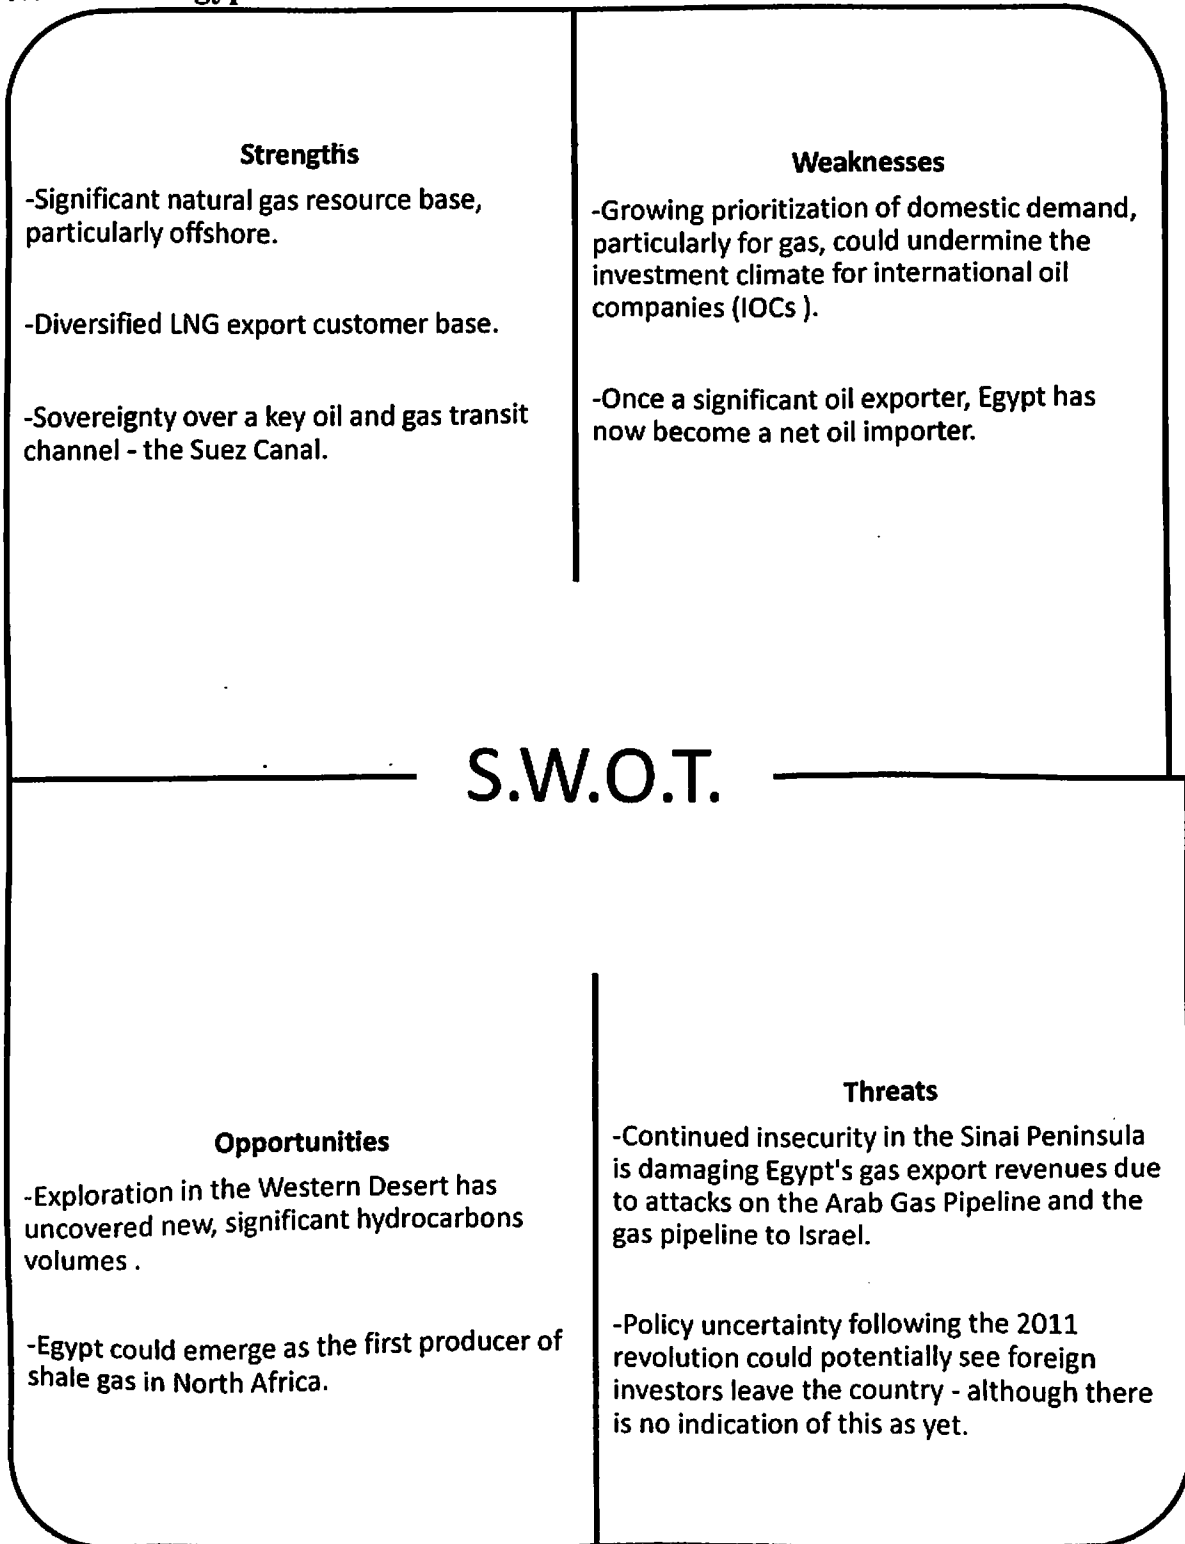 Strengths
-Significant natural gas resource base,
particularly offshore.
-Diversified LNG export customer base.
-Sovereignty over a key oil and gas transit
channel - the Suez Canal.
Weaknesses
-Growing prioritization of domestic demand,
particularly for gas, could undermine the
investment climate for international oil
companies (IOCs ).
-Once a significant oil exporter, Egypt has
now become a net oil importer.
S.W.O.T.
Opportunities
-Exploration in the Western Desert has
uncovered new, significant hydrocarbons
volumes .
-Egypt could emerge as the first producer of
shale gas in North Africa.
Threats
-Continued insecurity in the Sinai Peninsula
is damaging Egypt's gas export revenues due
to attacks on the Arab Gas Pipeline and the
gas pipeline to Israel.
-Policy uncertainty following the 2011
revolution could potentially see foreign
investors leave the country - although there
is no indication of this as yet.